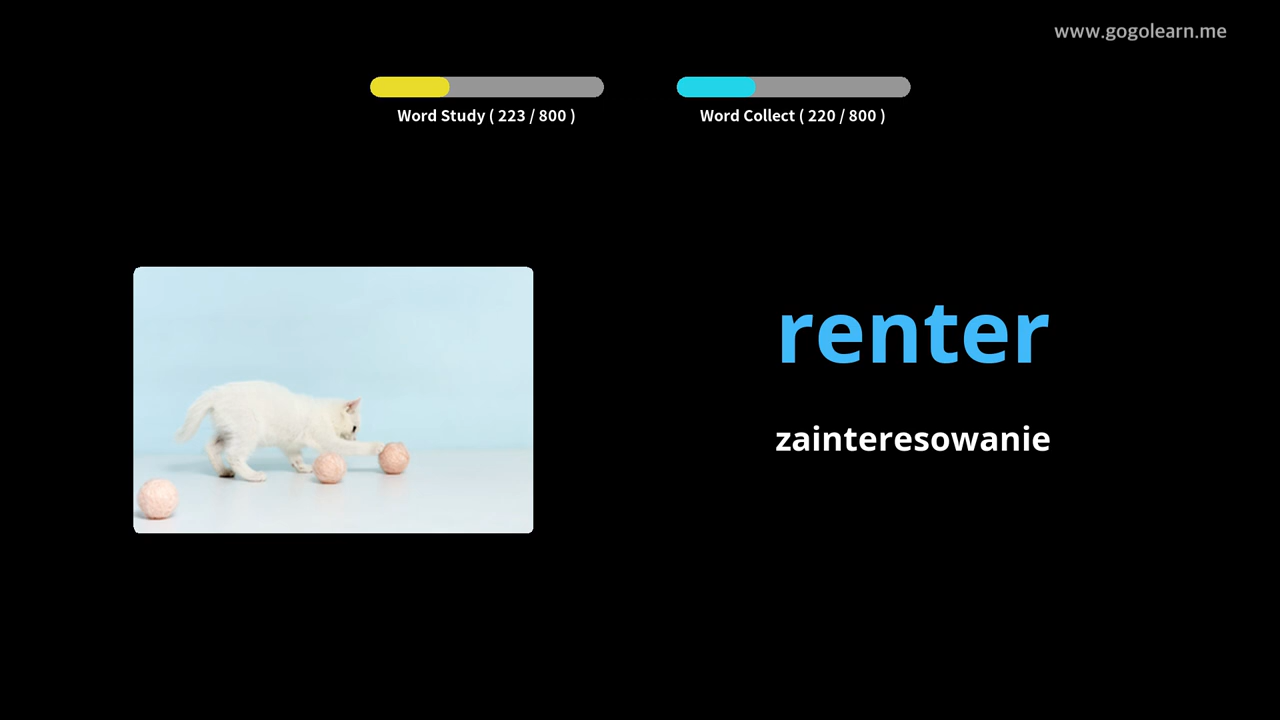 www.gogolearn.me
Word Study ( 223 / 800 )
Word Collect ( 220 / 800 )
renter
zainteresowanie